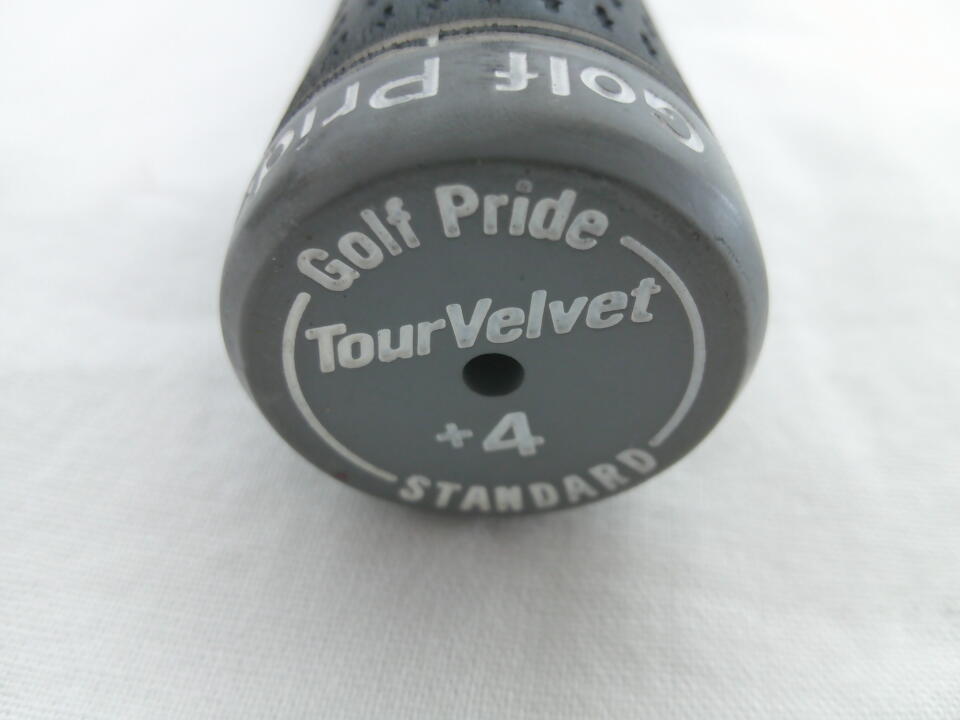 Golf Pride
Golf Pride
TourVelvet
+4
STANDARD